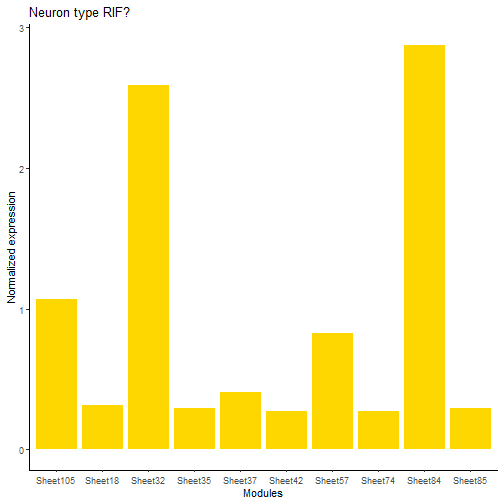 Neuron type RIF?
Normalized expression
3
2
1
0
Sheet105 Sheet18 Sheet32 Sheet35 Sheet37 Sheet42 Sheet57 Sheet74 Sheet84 Sheet85
Modules